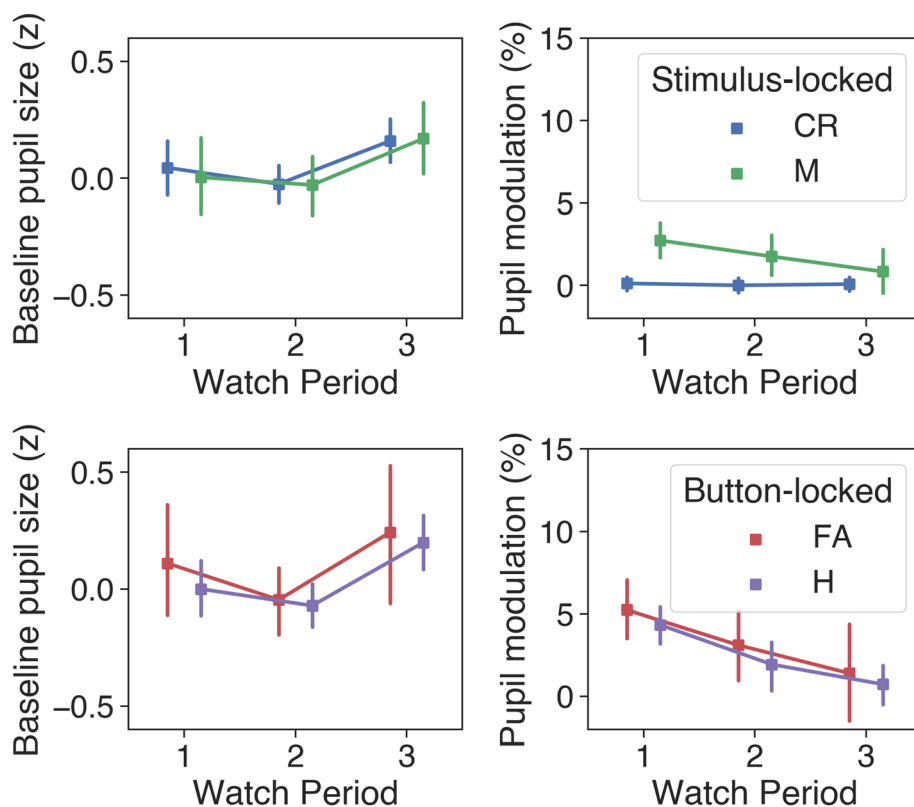 Baseline pupil size (z)
0.5
0.0
−0.5
1 2 3
Watch Period
Pupil modulation (%)
15
10
5
0
Stimulus-locked
CR
M
1 2 3
Watch Period
Baseline pupil size (z)
0.5
0.0
−0.5
1 2 3
Watch Period
Pupil modulation (%)
15
10
5
0
Button-locked
FA
H
1 2 3
Watch Period